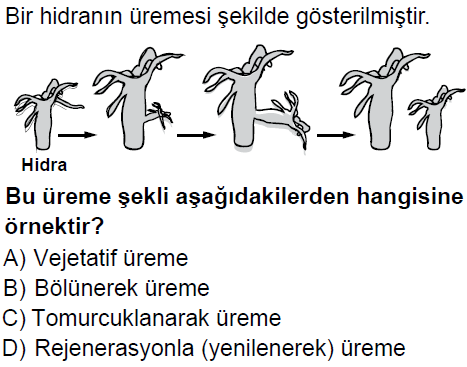 Bir hidranın üremesi şekilde gösterilmiştir.
Hidra
Bu üreme şekli aşağıdakilerden hangisine
örnektir?
A) Vejetatif üreme
B) Bölünerek üreme
C) Tomurcuklanarak üreme
D) Rejenerasyonla (yenilenerek) üreme